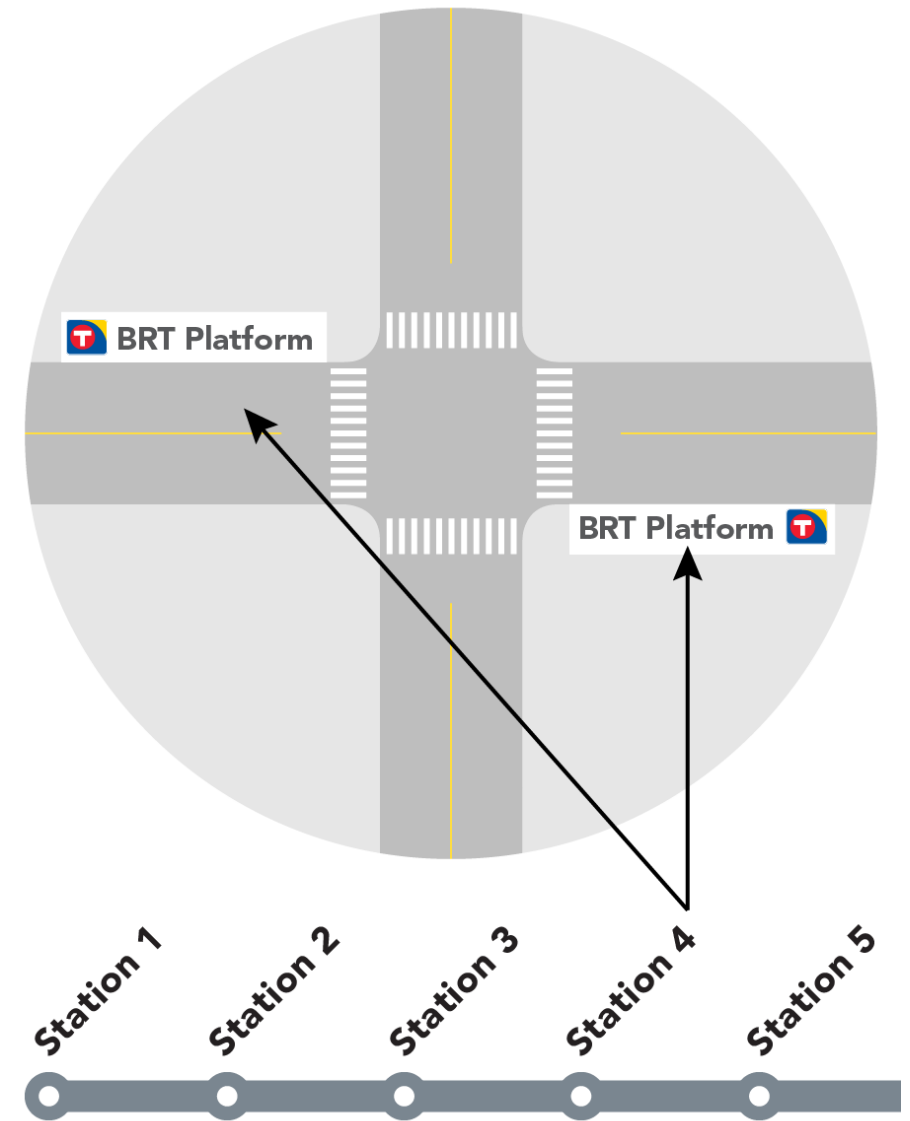 T BRT Platform
BRT Platform T
Station 1
Station 2
Station 3
Station 4
Station 5